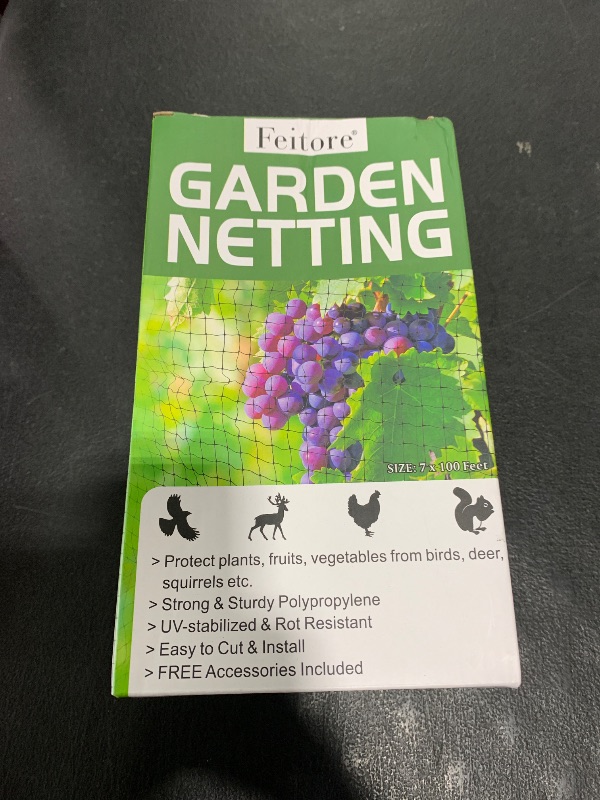 Feitore®
GARDEN
NETTING
SIZE: 7 x 100 Feet
> Protect plants, fruits, vegetables from birds, deer,
squirrels etc.
> Strong & Sturdy Polypropylene
> UV-stabilized & Rot Resistant
> Easy to Cut & Install
> FREE Accessories Included